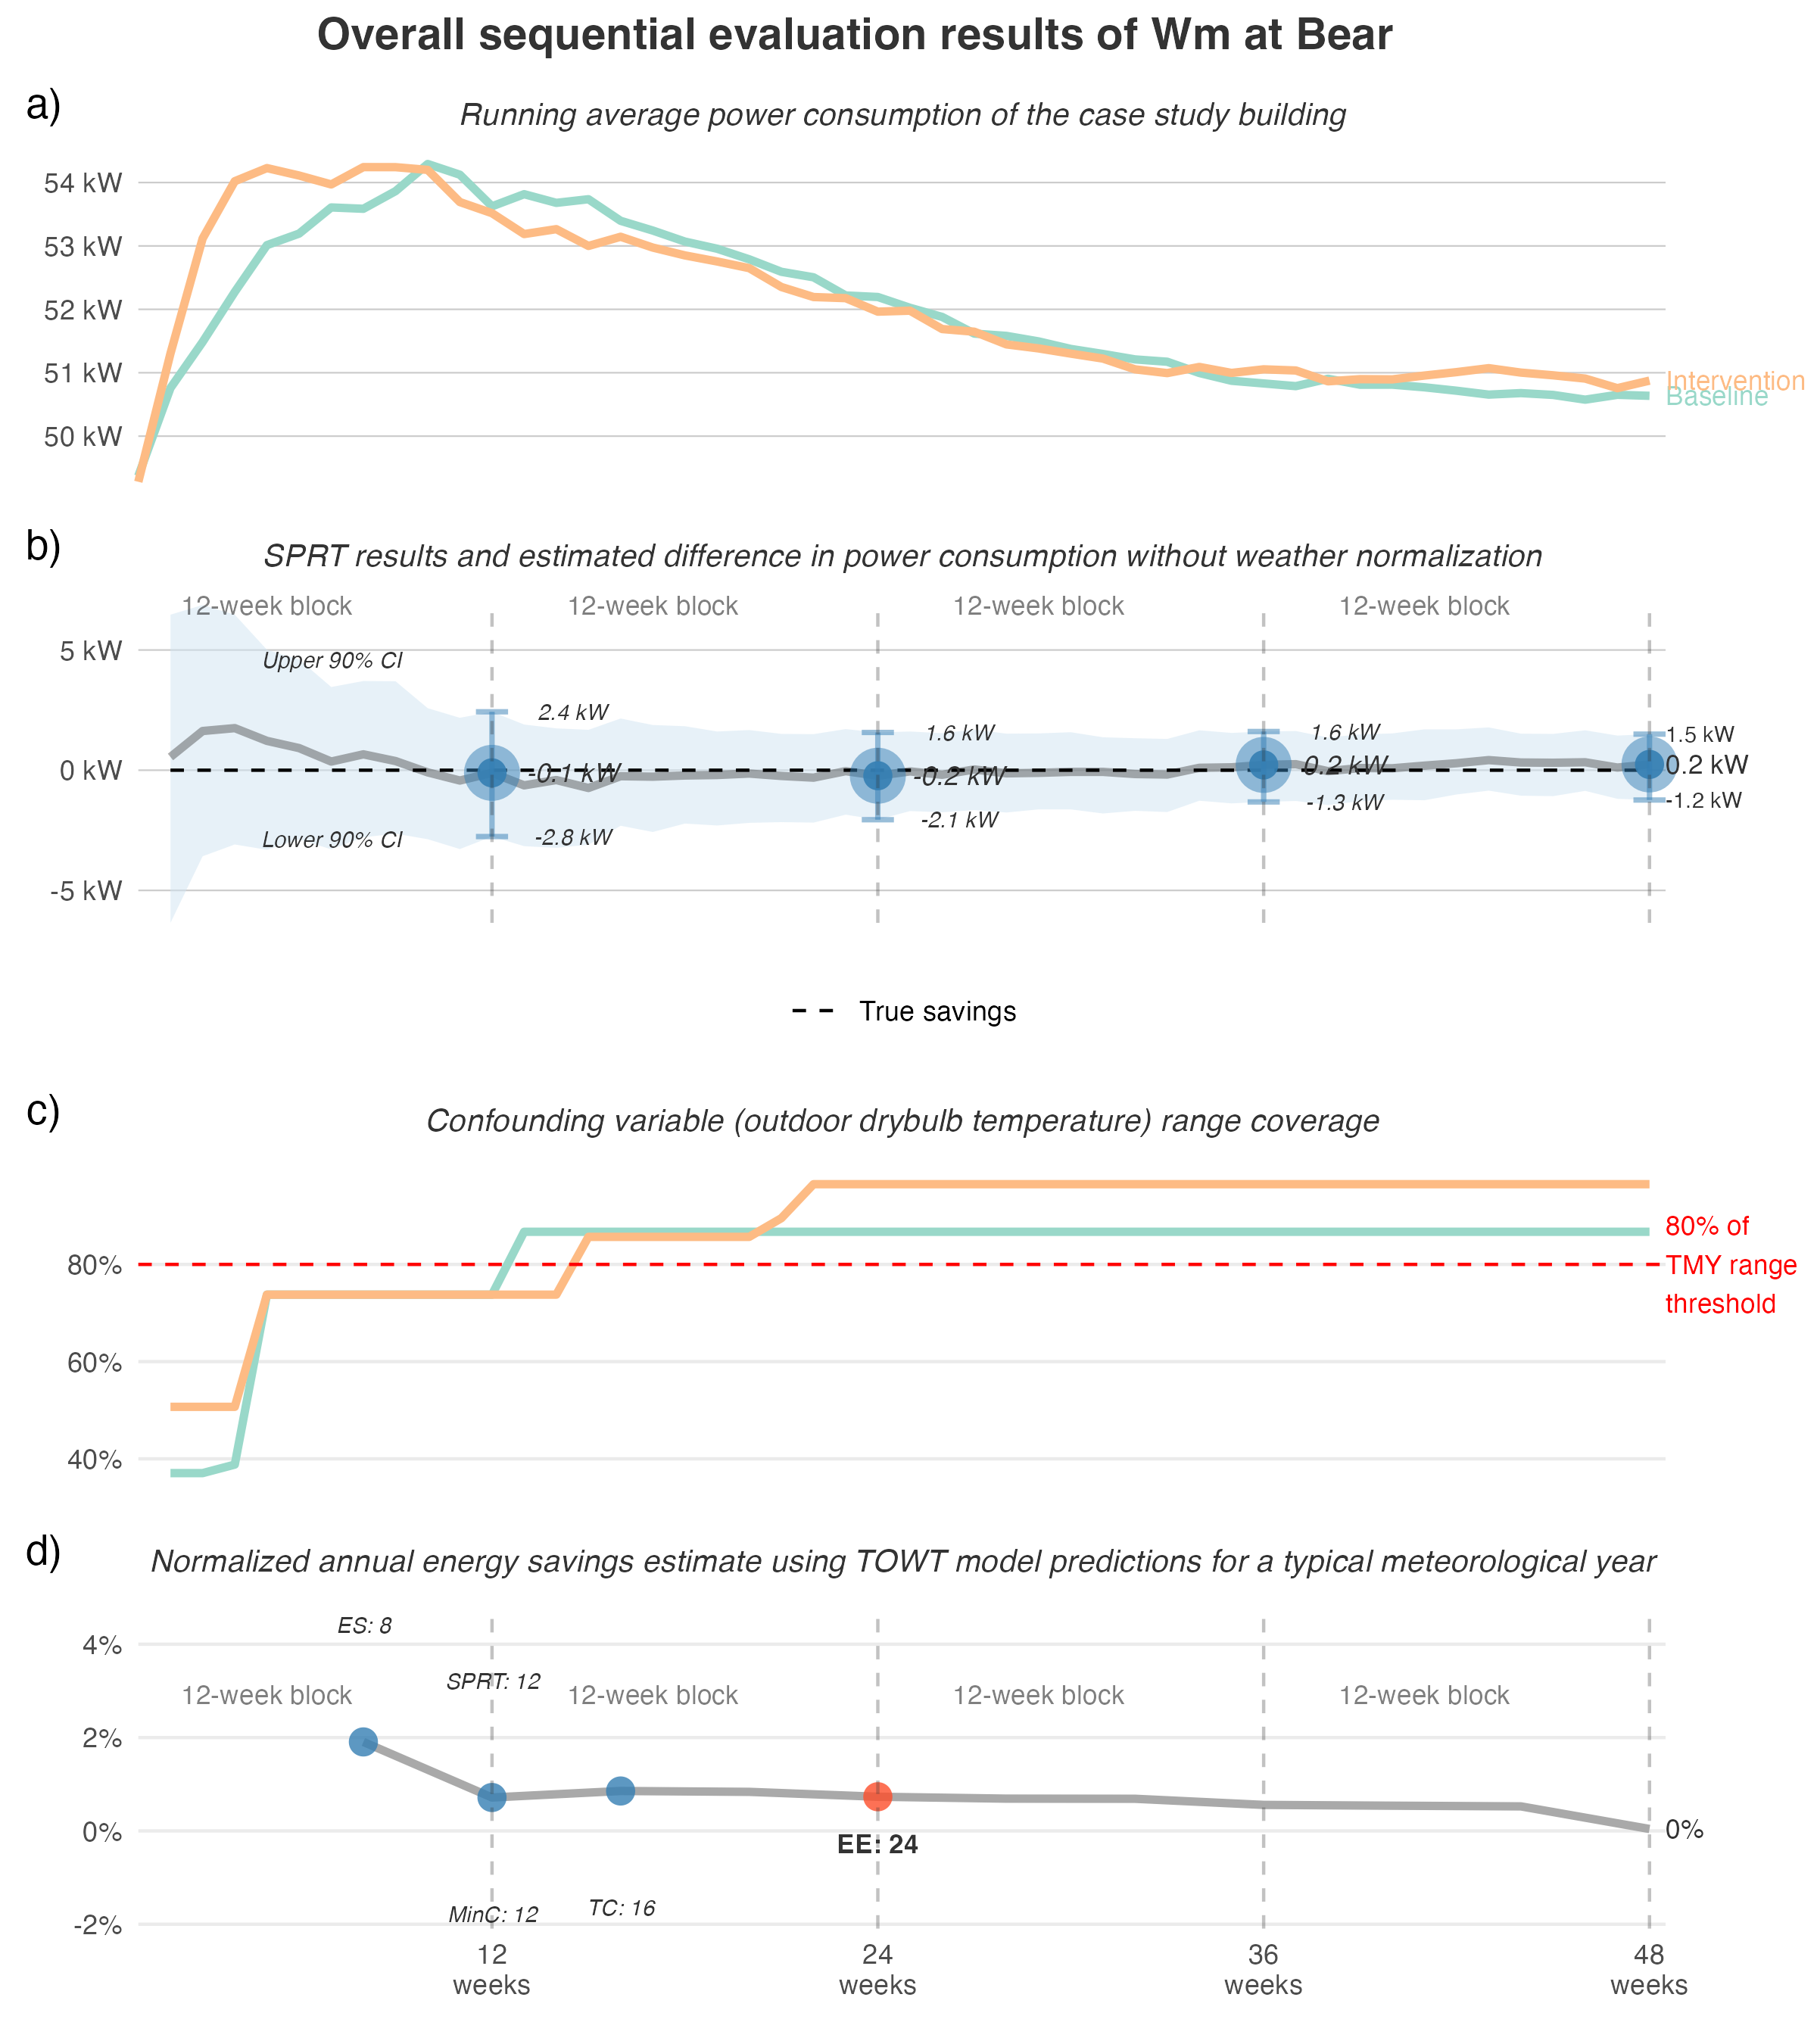 Overall sequential evaluation results of Wm at Bear
a)
Running average power consumption of the case study building
54 kW
53 kW
52 kW
51 kW
50 kW
Intervention
Baseline
b)
SPRT results and estimated difference in power consumption without weather normalization
12-week block
12-week block
12-week block
12-week block
5 kW
0 kW
-5 kW
Upper 90% CI
Lower 90% CI
2.4 kW
-0.1 kW
-2.8 kW
1.6 kW
-0.2 kW
-2.1 kW
1.6 kW
0.2 kW
-1.3 kW
1.5 kW
0.2 kW
-1.2 kW
True savings
c)
Confounding variable (outdoor drybulb temperature) range coverage
80%
60%
40%
80% of
TMY range
threshold
d)
Normalized annual energy savings estimate using TOWT model predictions for a typical meteorological year
4%
2%
0%
-2%
ES: 8
SPRT: 12
12-week block
12-week block
12-week block
12-week block
EE: 24
0%
MinC: 12
TC: 16
12
weeks
24
weeks
36
weeks
48
weeks